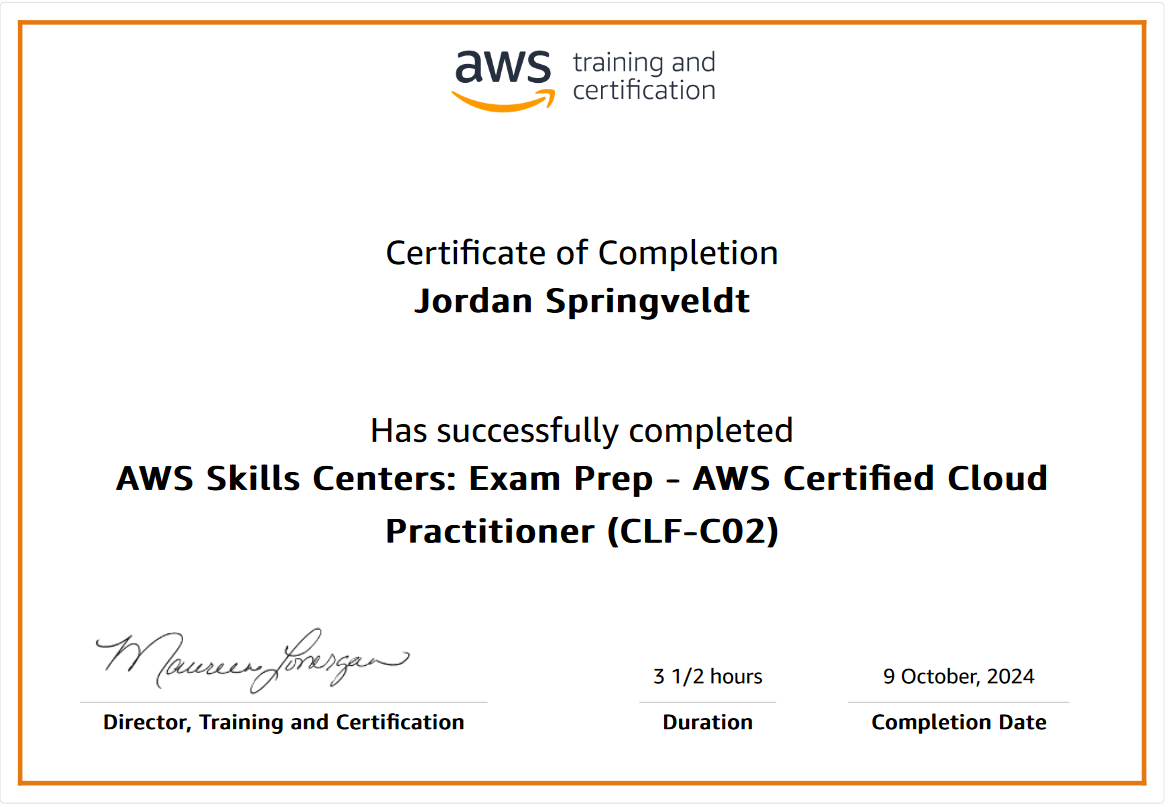 aws training and
certification
Certificate of Completion
Jordan Springveldt
Has successfully completed
AWS Skills Centers: Exam Prep - AWS Certified Cloud
Practitioner (CLF-C02)
Maureen Lonergan
3 1/2 hours
9 October, 2024
Director, Training and Certification
Duration
Completion Date